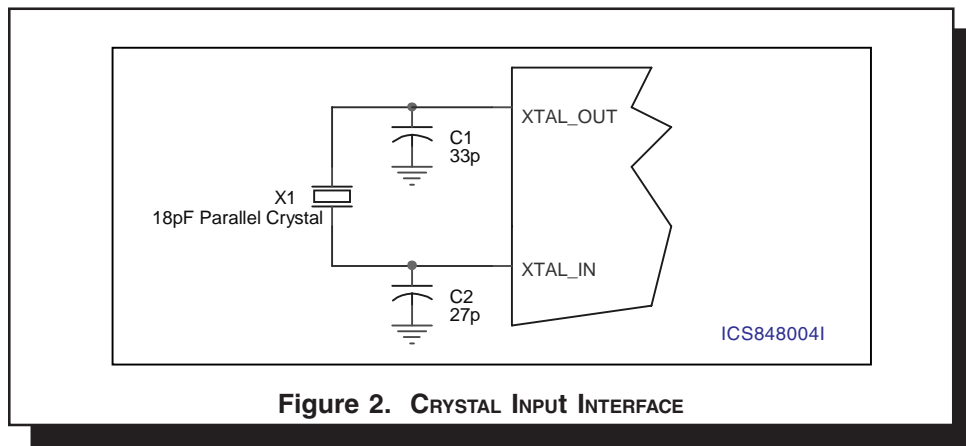 XTAL_OUT
C1
33p
X1
18pF Parallel Crystal
XTAL_IN
C2
27p
ICS848004I
Figure 2. CRYSTAL INPUt INTERFACE